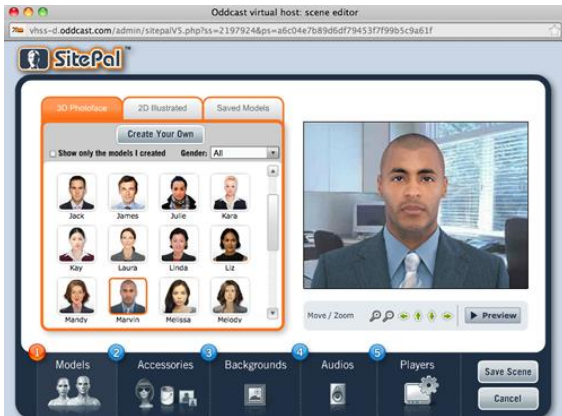 Oddcast virtual host: scene editor
vhss-d.oddcast.com/admin/sitepalV5.php?ss=2197924&ps=a6c04e7b89d6df79453f7f99b5c9a61f
SitePal™
3D Photoface 2D Illustrated Saved Models
Create Your Own
Show only the models I created Gender: All
Jack James Julie Kara
Kay Laura Linda Liz
Mandy Marvin Melissa Melody
Move / Zoom Preview
1 Models 2 Accessories 3 Backgrounds 4 Audios 5 Players
Save Scene
Cancel